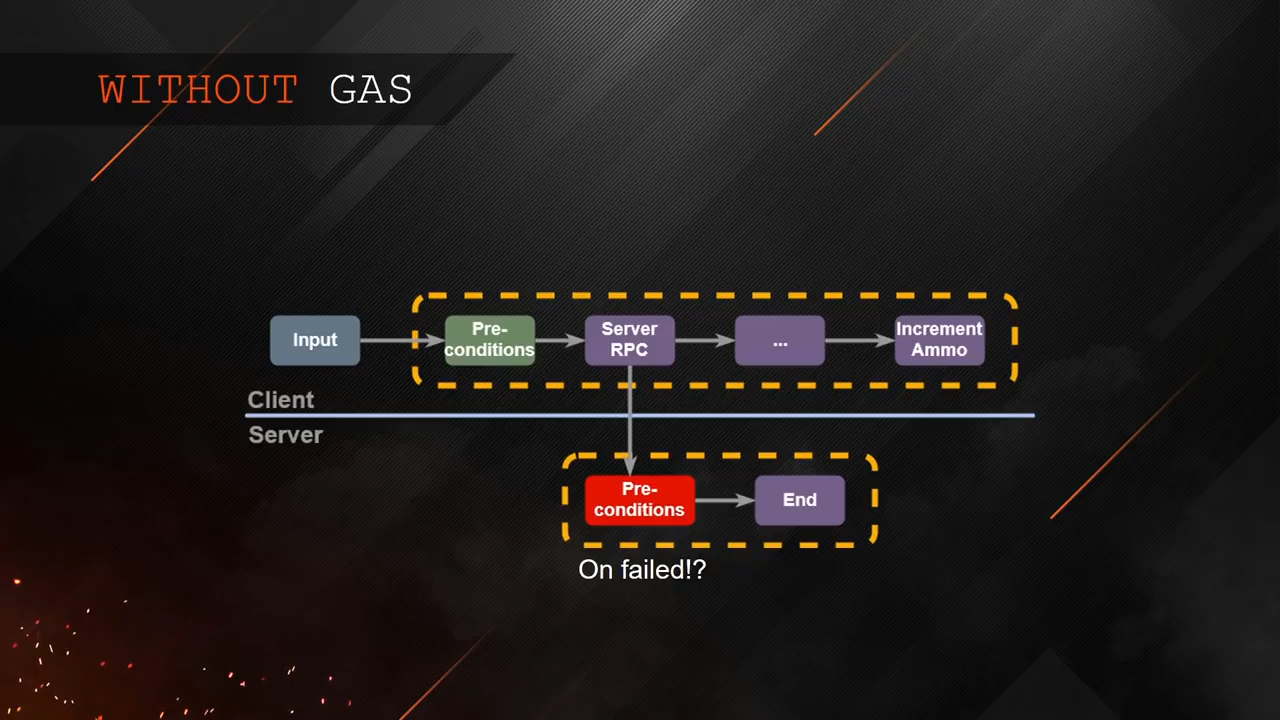 WITHOUT GAS
Input
Pre-
conditions
Server
RPC
...
Increment
Ammo
Client
Server
Pre-
conditions
End
On failed!?